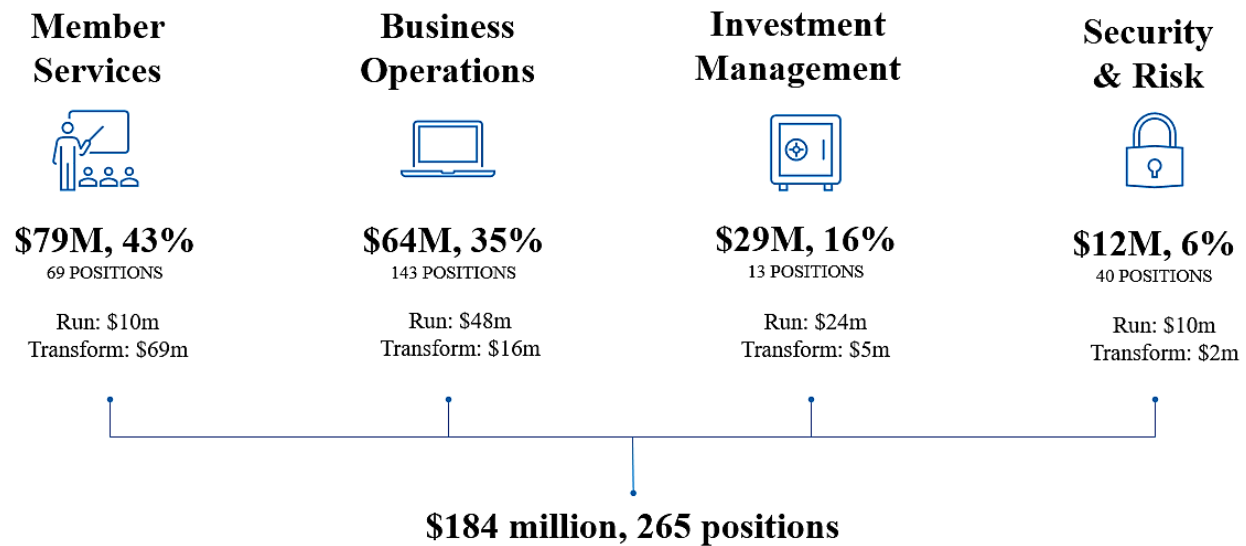 Member
Services
$79M, 43%
69 POSITIONS
Run: $10m
Transform: $69m
Business
Operations
$64M, 35%
143 POSITIONS
Run: $48m
Transform: $16m
Investment
Management
$29M, 16%
13 POSITIONS
Run: $24m
Transform: $5m
Security
& Risk
$12M, 6%
40 POSITIONS
Run: $10m
Transform: $2m
$184 million, 265 positions